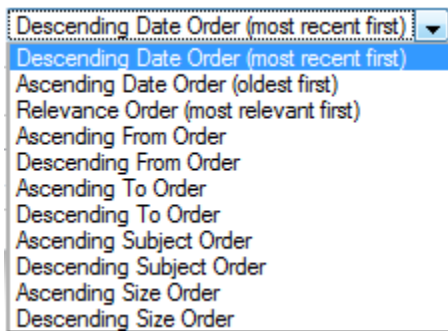 Descending Date Order (most recent first)
Descending Date Order (most recent first)
Ascending Date Order (oldest first)
Relevance Order (most relevant first)
Ascending From Order
Descending From Order
Ascending To Order
Descending To Order
Ascending Subject Order
Descending Subject Order
Ascending Size Order
Descending Size Order